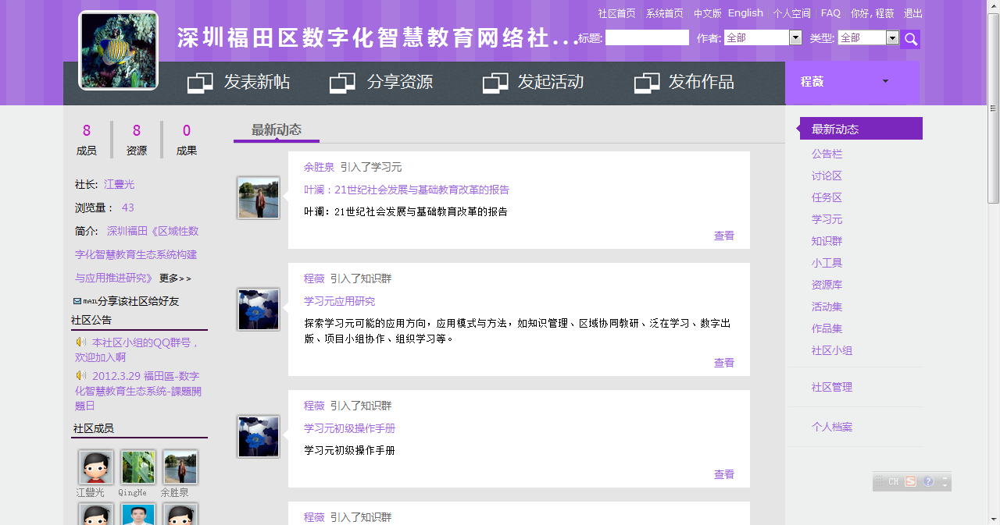 社区首页 系统首页 中文版 English 个人空间 FAQ 你好, 程薇 退出
深圳福田区数字化智慧教育网络社...
标题: 作者: 全部 类型: 全部
发表新帖 分享资源 发起活动 发布作品
程薇
8 8 0
成员 资源 成果
社长: 江豐光
浏览量: 43
简介: 深圳福田《区域性数
字化智慧教育生态系统构建
与应用推进研究》 更多>>
MAIL分享该社区给好友
社区公告
本社区小组的QQ群号，
欢迎加入啊
2012.3.29 福田區-数字
化智慧教育生态系统-課題開
題日
社区成员
江豐光 QingHe 余胜泉
最新动态
余胜泉 引入了学习元
叶澜：21世纪社会发展与基础教育改革的报告
叶澜：21世纪社会发展与基础教育改革的报告
查看
程薇 引入了知识群
学习元应用研究
探索学习元可能的应用方向，应用模式与方法，如知识管理、区域协同教研、泛在学习、数字出
版、项目小组协作、组织学习等。
查看
程薇 引入了知识群
学习元初级操作手册
学习元初级操作手册
查看
程薇 引入了知识群
最新动态
公告栏
讨论区
任务区
学习元
知识群
小工具
资源库
活动集
作品集
社区小组
社区管理
个人档案
CH S ?